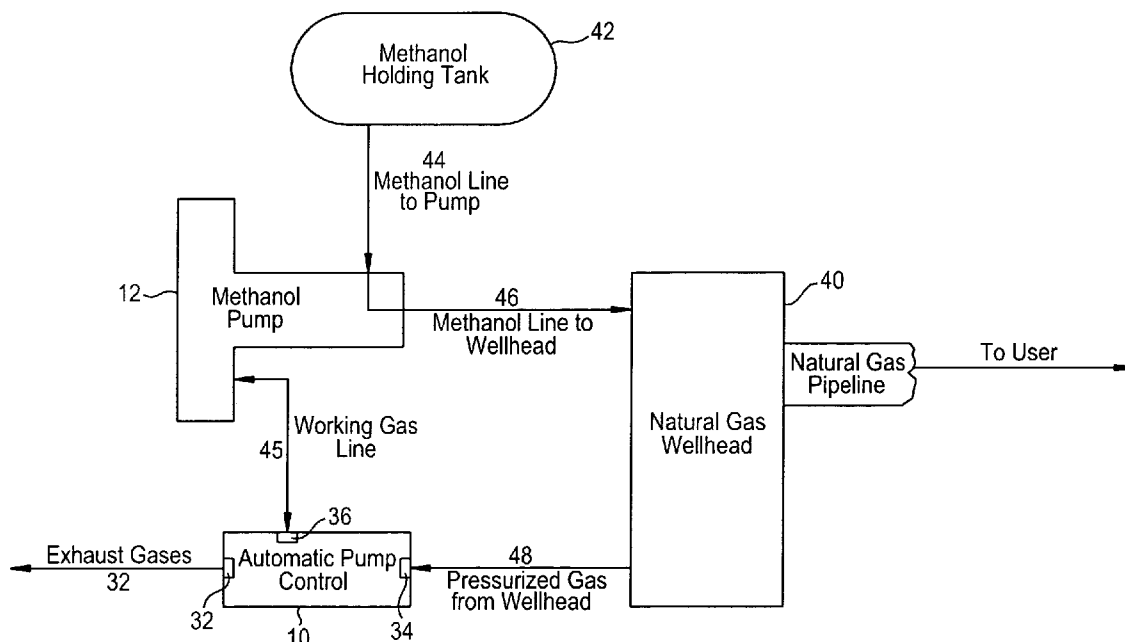 Methanol
Holding Tank
42
44
Methanol Line
to Pump
12
Methanol
Pump
46
Methanol Line to
Wellhead
40
Natural Gas
Pipeline
To User
Natural Gas
Wellhead
Working Gas
Line
45
36
Exhaust Gases
32
32
Automatic Pump
Control
10
34
48
Pressurized Gas
from Wellhead